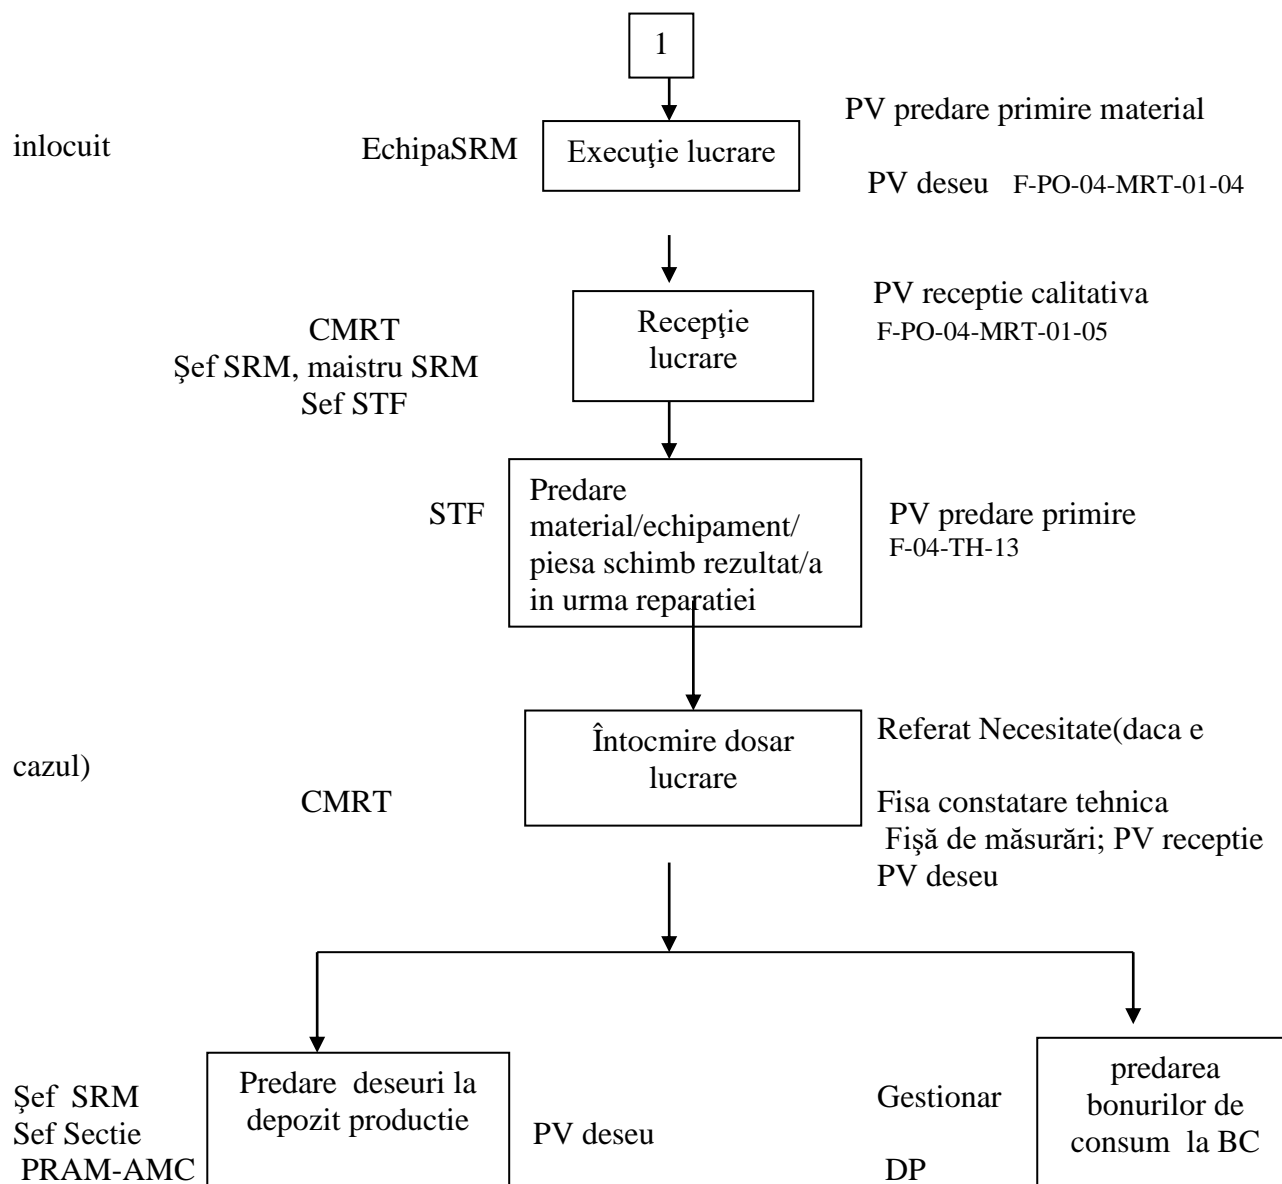 1
PV predare primire material
inlocuit
EchipaSRM
Execuţie lucrare
PV deseu F-PO-04-MRT-01-04
PV receptie calitativa
F-PO-04-MRT-01-05
CMRT
Şef SRM, maistru SRM
Sef STF
Recepţie
lucrare
STF
Predare
material/echipament/
piesa schimb rezultat/a
in urma reparatiei
PV predare primire
F-04-TH-13
Întocmire dosar
lucrare
Referat Necesitate(daca e
cazul)
CMRT
Fisa constatare tehnica
Fişă de măsurări; PV receptie
PV deseu
Şef SRM
Sef Sectie
PRAM-AMC
Predare deseuri la
depozit productie
PV deseu
Gestionar
DP
predarea
bonurilor de
consum la BC